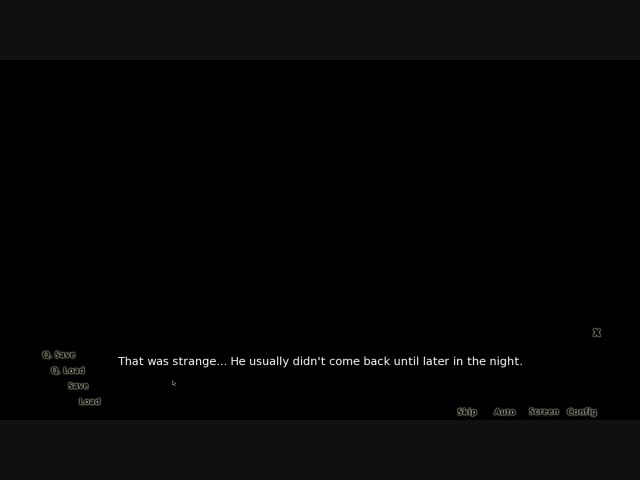 X
Q. Save
That was strange... He usually didn't come back until later in the night.
Q. Load
Save
Load
Skip Auto Screen Config